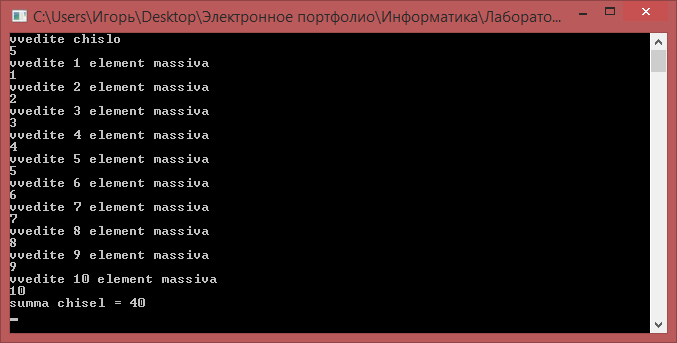 C:\Users\Игорь\Desktop\Электронное портфолио\Информатика\Лаборато...
vvedite chislo
5
vvedite 1 element massiva
1
vvedite 2 element massiva
2
vvedite 3 element massiva
3
vvedite 4 element massiva
4
vvedite 5 element massiva
5
vvedite 6 element massiva
6
vvedite 7 element massiva
7
vvedite 8 element massiva
8
vvedite 9 element massiva
9
vvedite 10 element massiva
10
summa chisel = 40